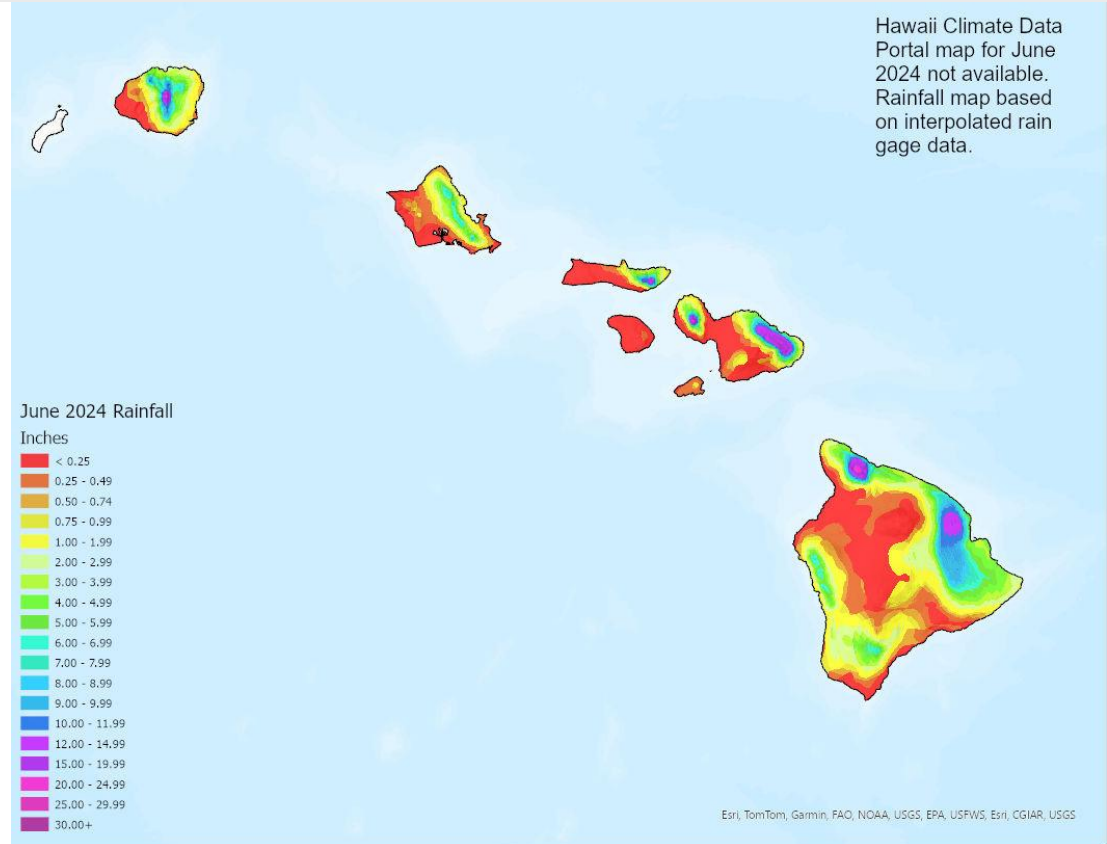 Hawaii Climate Data
Portal map for June
2024 not available.
Rainfall map based
on interpolated rain
gage data.
June 2024 Rainfall
Inches
< 0.25
0.25 - 0.49
0.50 - 0.74
0.75 - 0.99
1.00 - 1.99
2.00 - 2.99
3.00 - 3.99
4.00 - 4.99
5.00 - 5.99
6.00 - 6.99
7.00 - 7.99
8.00 - 8.99
9.00 - 9.99
10.00 - 11.99
12.00 - 14.99
15.00 - 19.99
20.00 - 24.99
25.00 - 29.99
30.00+
Esri, TomTom, Garmin, FAO, NOAA, USGS, EPA, USFWS, Esri, CGIAR, USGS